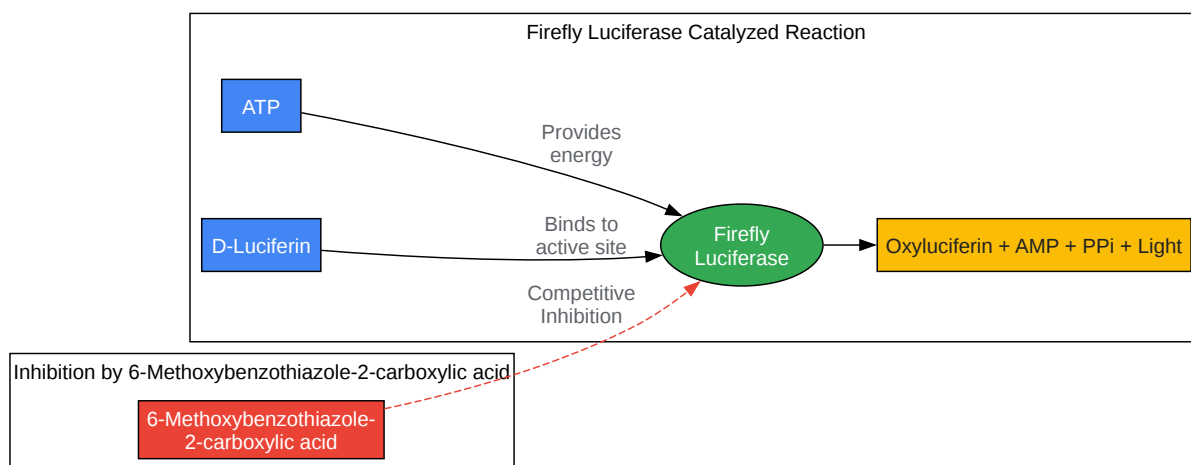 Firefly Luciferase Catalyzed Reaction
ATP
Provides
energy
D-Luciferin
Binds to
active site
Firefly
Luciferase
Oxyluciferin + AMP + PPi + Light
Competitive
Inhibition
Inhibition by 6-Methoxybenzothiazole-2-carboxylic acid
6-Methoxybenzothiazole-
2-carboxylic acid